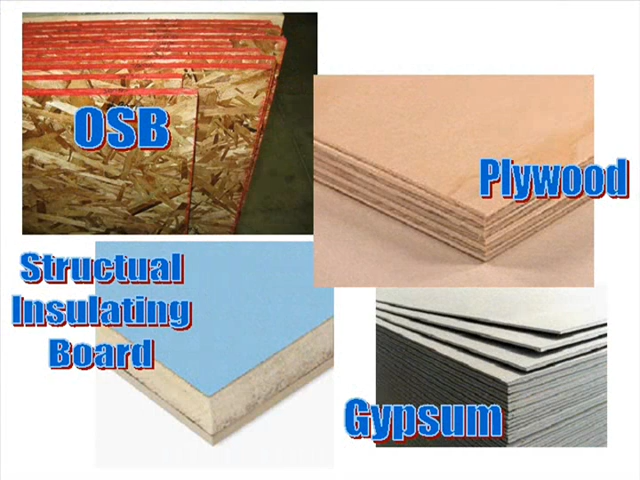 OSB
Plywood
Structual
Insulating
Board
Gypsum